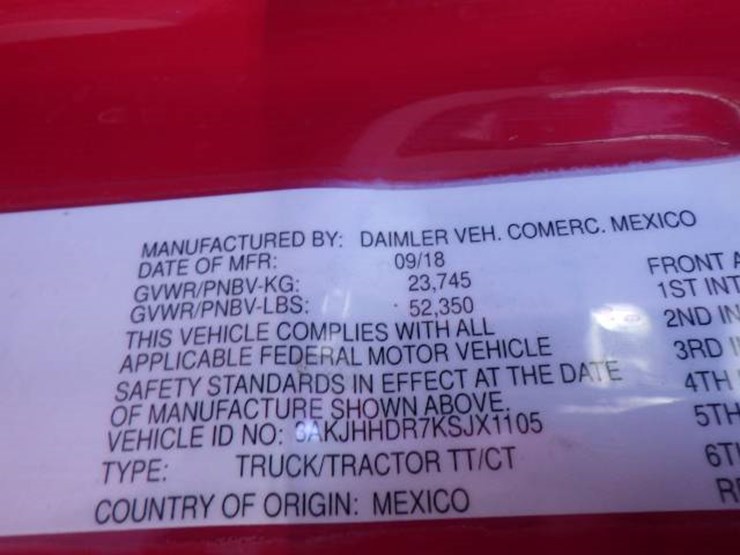 MANUFACTURED BY: DAIMLER VEH. COMERC. MEXICO
DATE OF MFR: 09/18
GVWR/PNBV-KG: 23,745
GVWR/PNBV-LBS: 52,350
THIS VEHICLE COMPLIES WITH ALL
APPLICABLE FEDERAL MOTOR VEHICLE
SAFETY STANDARDS IN EFFECT AT THE DATE
OF MANUFACTURE SHOWN ABOVE.
VEHICLE ID NO: 3AKJHHDR7KSJX1105
TYPE: TRUCK/TRACTOR TT/CT
COUNTRY OF ORIGIN: MEXICO
FRONT
1ST INT
2ND IN
3RD
4TH
5TH